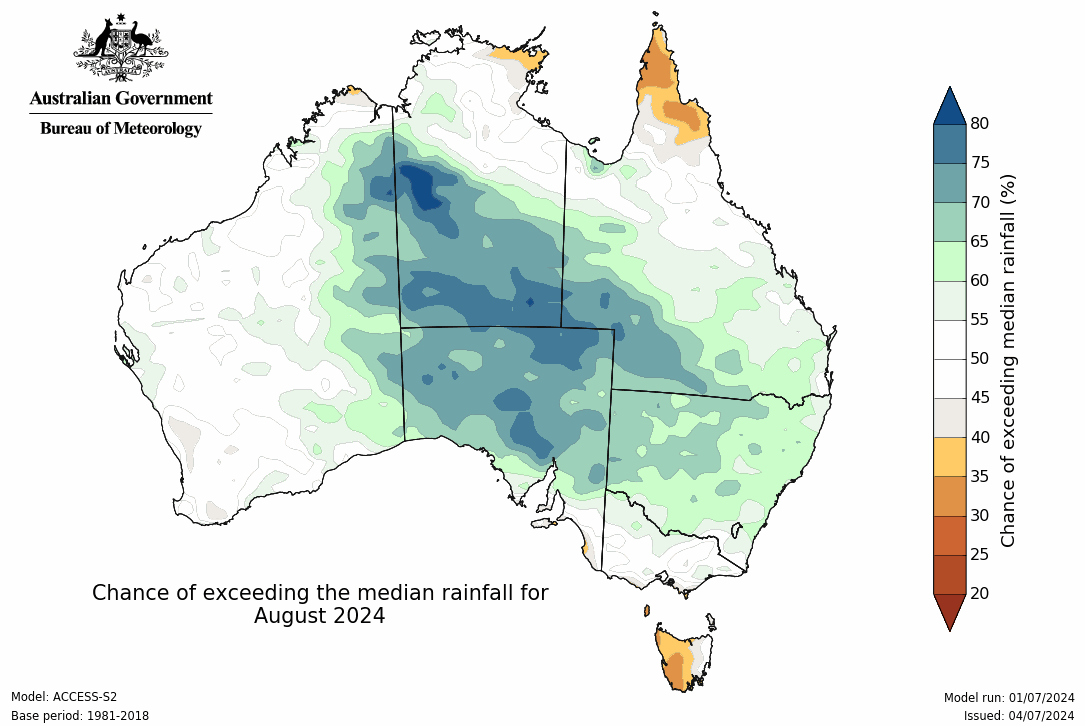 AUSTRALIA
Australian Government
Bureau of Meteorology
80
75
70
65
60
55
50
45
40
35
30
25
20
Chance of exceeding median rainfall (%)
Chance of exceeding the median rainfall for
August 2024
Model: ACCESS-S2
Base period: 1981-2018
Model run: 01/07/2024
Issued: 04/07/2024